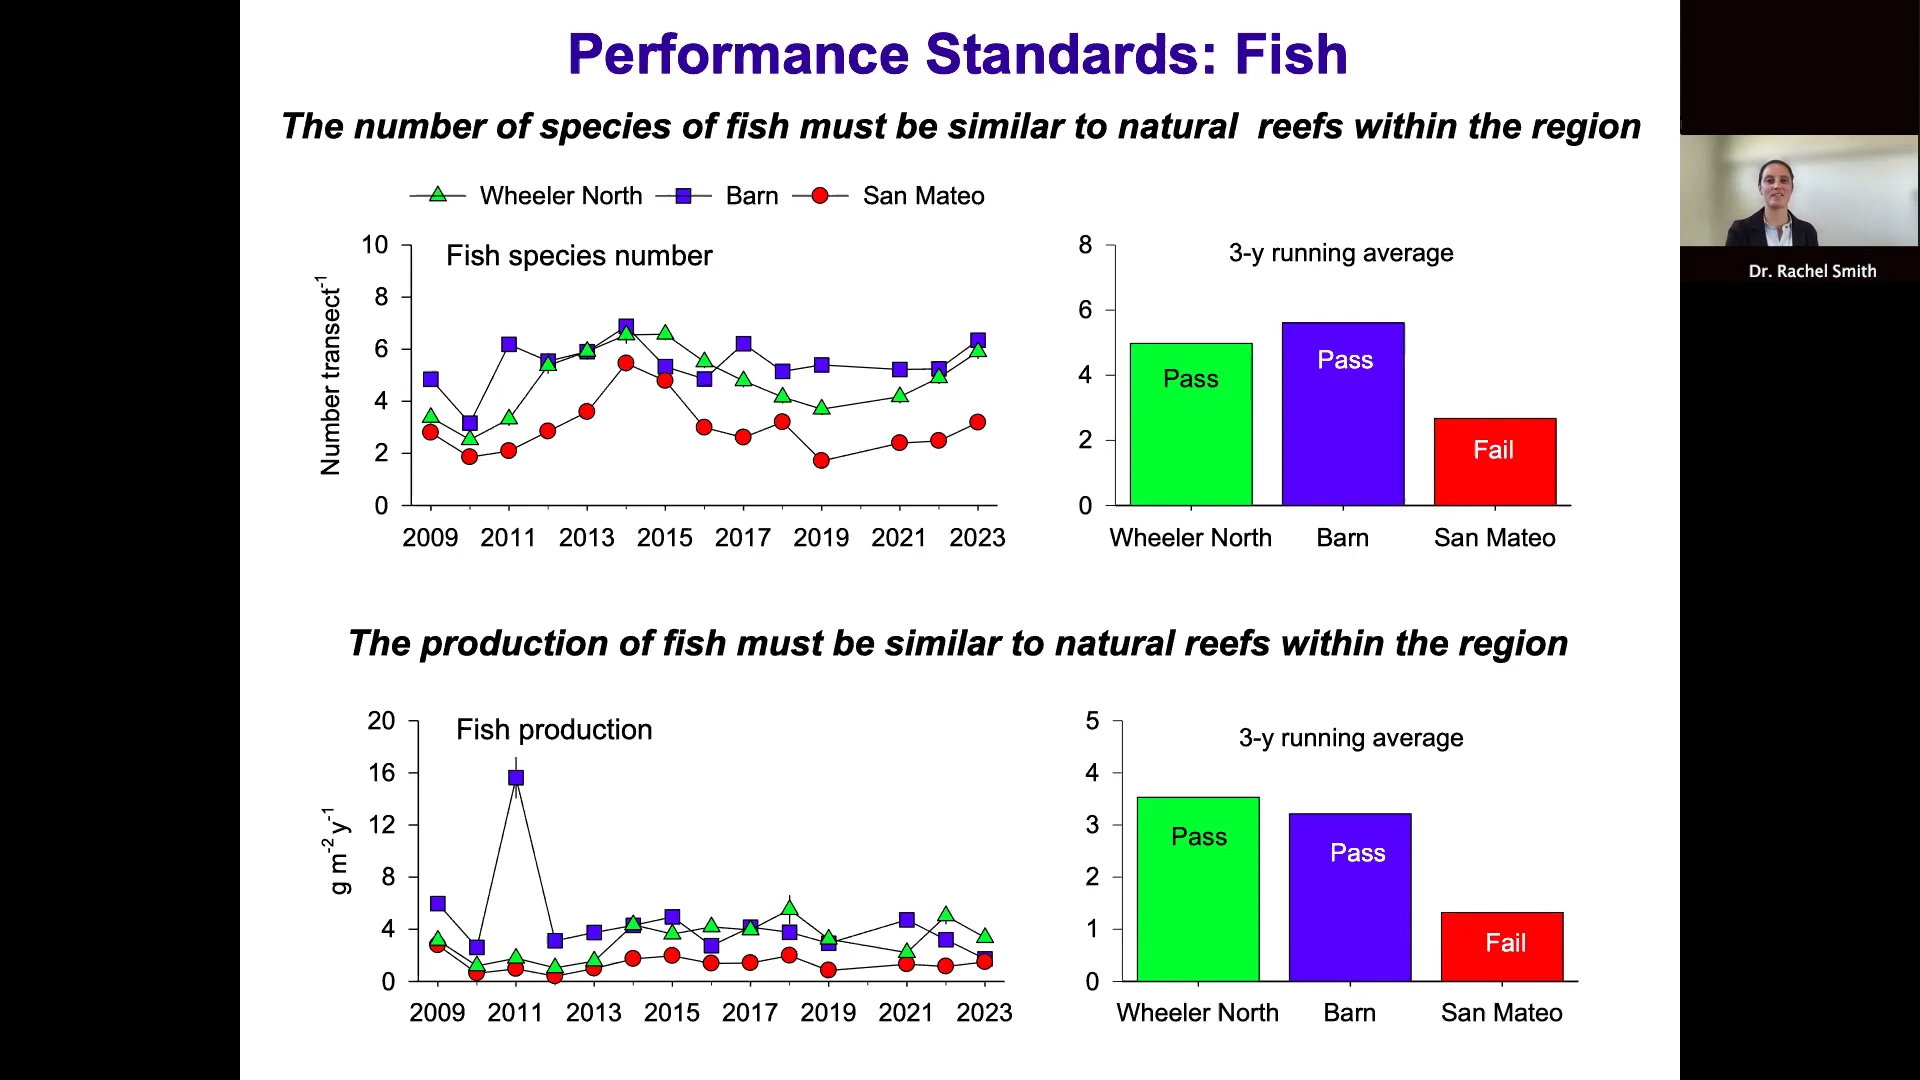 Performance Standards: Fish
The number of species of fish must be similar to natural reefs within the region
Wheeler North Barn San Mateo
Fish species number
Number transect-1
10
8
6
4
2
0
2009 2011 2013 2015 2017 2019 2021 2023
3-y running average
8
6
4
2
0
Pass
Pass
Fail
Wheeler North Barn San Mateo
Dr. Rachel Smith
The production of fish must be similar to natural reefs within the region
Fish production
g m-2 y-1
20
16
12
8
4
0
2009 2011 2013 2015 2017 2019 2021 2023
3-y running average
5
4
3
2
1
0
Pass
Pass
Fail
Wheeler North Barn San Mateo